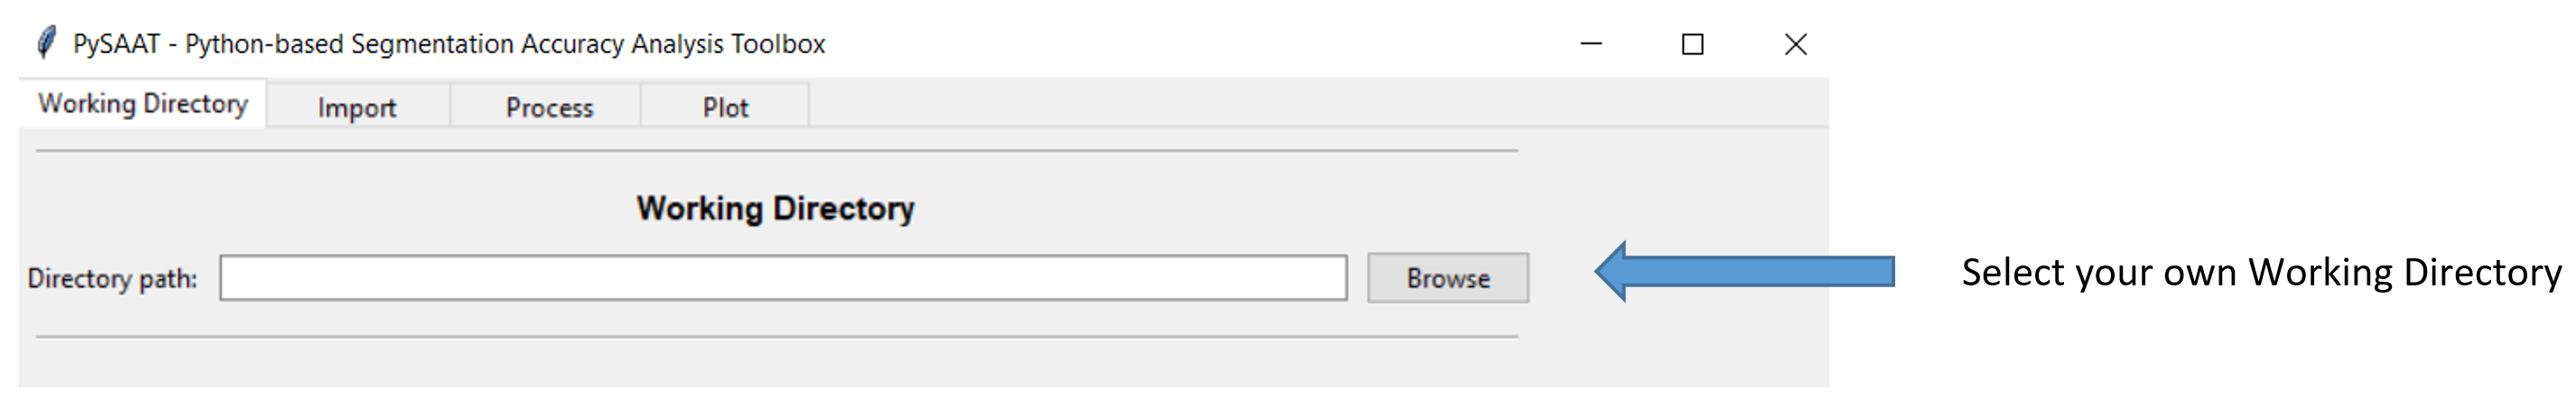 PySAAT - Python-based Segmentation Accuracy Analysis Toolbox
Working Directory Import Process Plot
Working Directory
Directory path: Browse
Select your own Working Directory